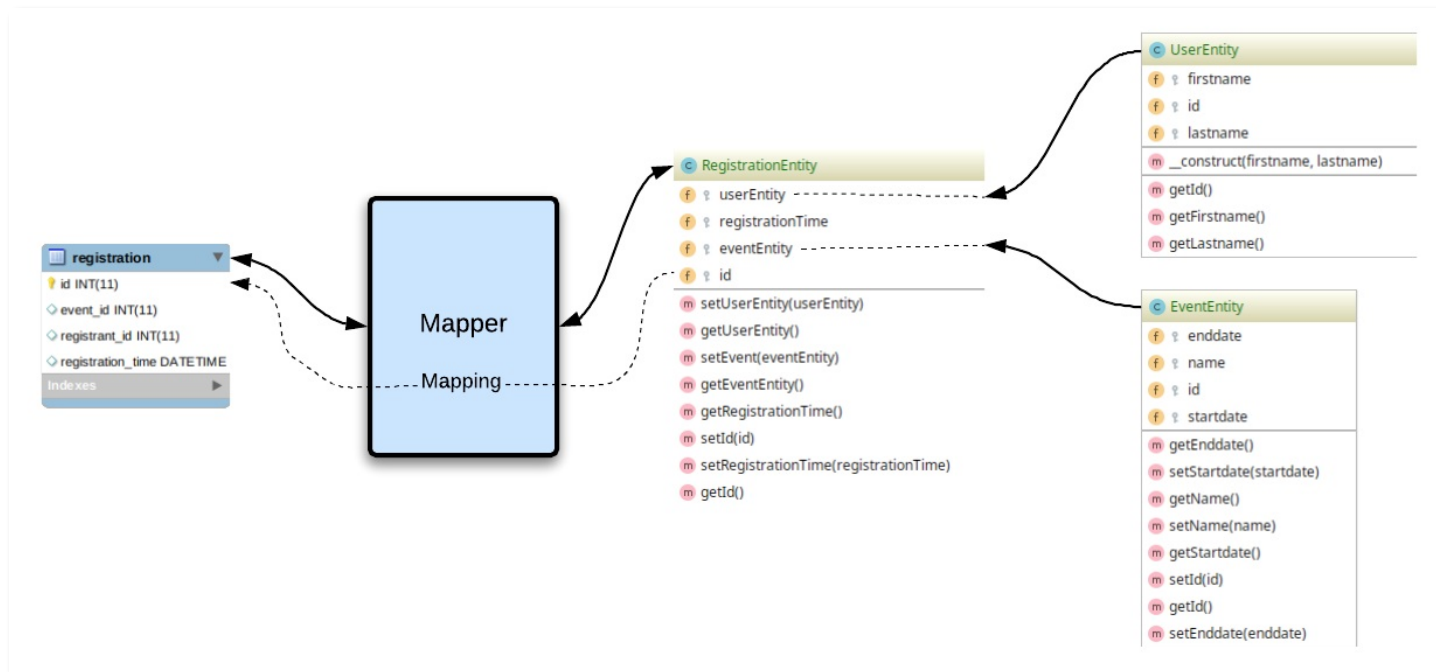 registration
id INT(11)
event_id INT(11)
registrant_id INT(11)
registration_time DATETIME
Indexes
Mapper
Mapping
RegistrationEntity
userEntity
registrationTime
eventEntity
id
setUserEntity(userEntity)
getUserEntity()
setEvent(eventEntity)
getEventEntity()
getRegistrationTime()
setId(id)
setRegistrationTime(registrationTime)
getId()
UserEntity
firstname
id
lastname
__construct(firstname, lastname)
getId()
getFirstname()
getLastname()
EventEntity
enddate
name
id
startdate
getEnddate()
setStartdate(startdate)
getName()
setName(name)
getStartdate()
setId(id)
getId()
setEnddate(enddate)